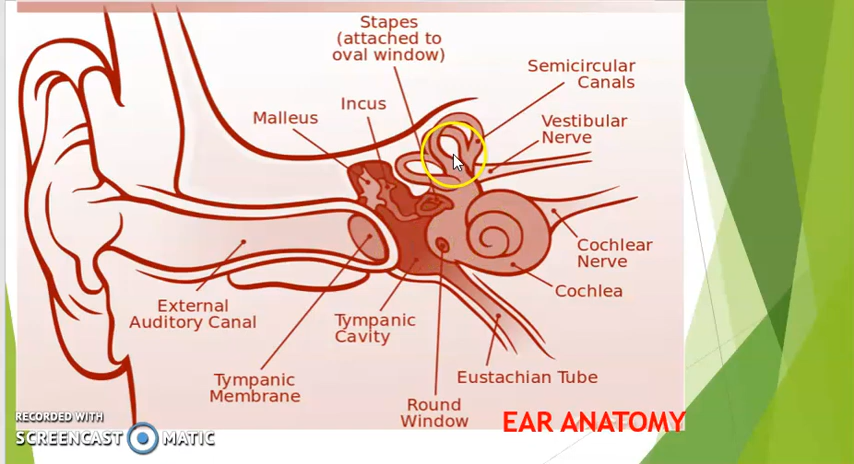 Stapes
(attached to
oval window)
Semicircular
Canals
Incus
Malleus
Vestibular
Nerve
Cochlear
Nerve
Cochlea
External
Auditory Canal
Tympanic
Cavity
Tympanic
Membrane
Eustachian Tube
Round
Window
EAR ANATOMY
RECORDED WITH
SCREENCAST MATIC